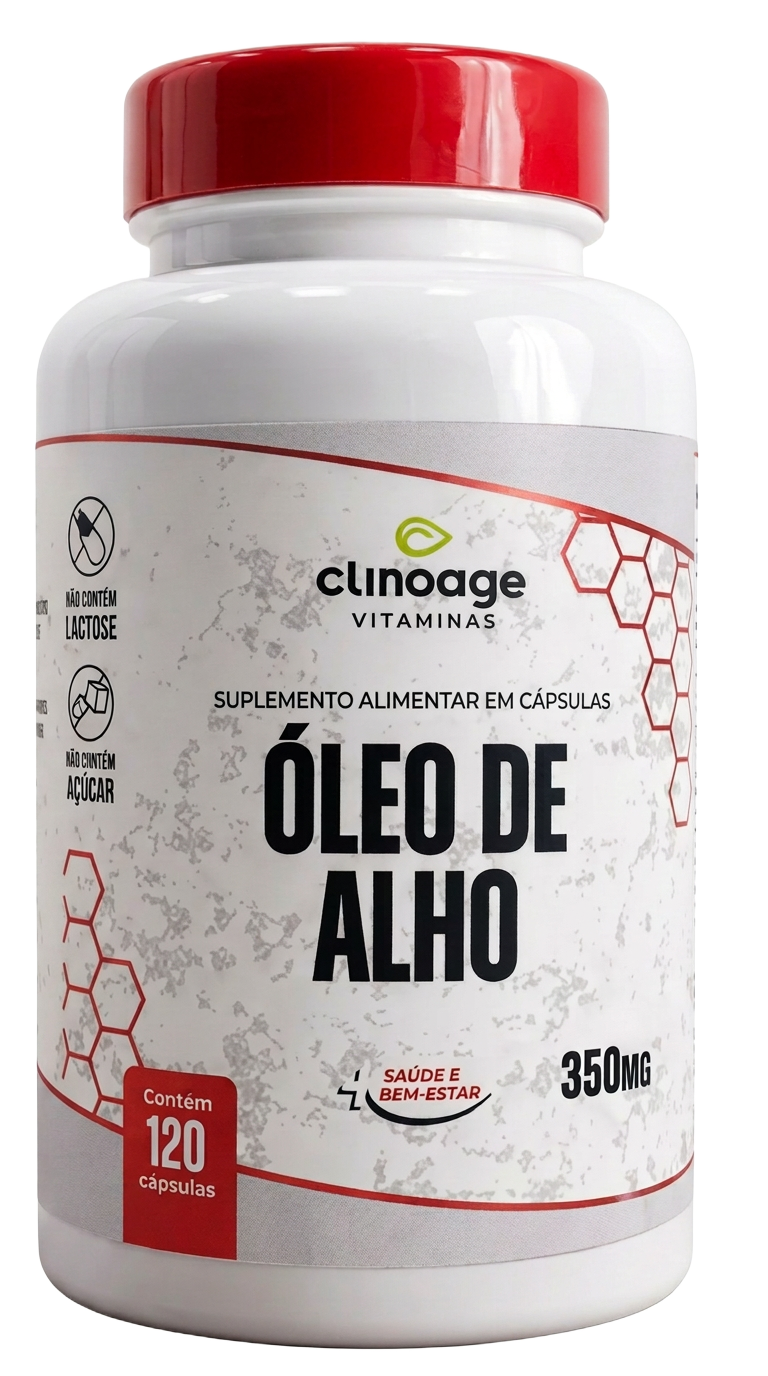 clinoage
VITAMINAS
SUPLEMENTO ALIMENTAR EM CÁPSULAS
ÓLEO DE
ALHO
350MG
+ SAÚDE E
BEM-ESTAR
NÃO CONTÉM
LACTOSE
NÃO CINTÉM
AÇÚCAR
Contém
120
cápsulas